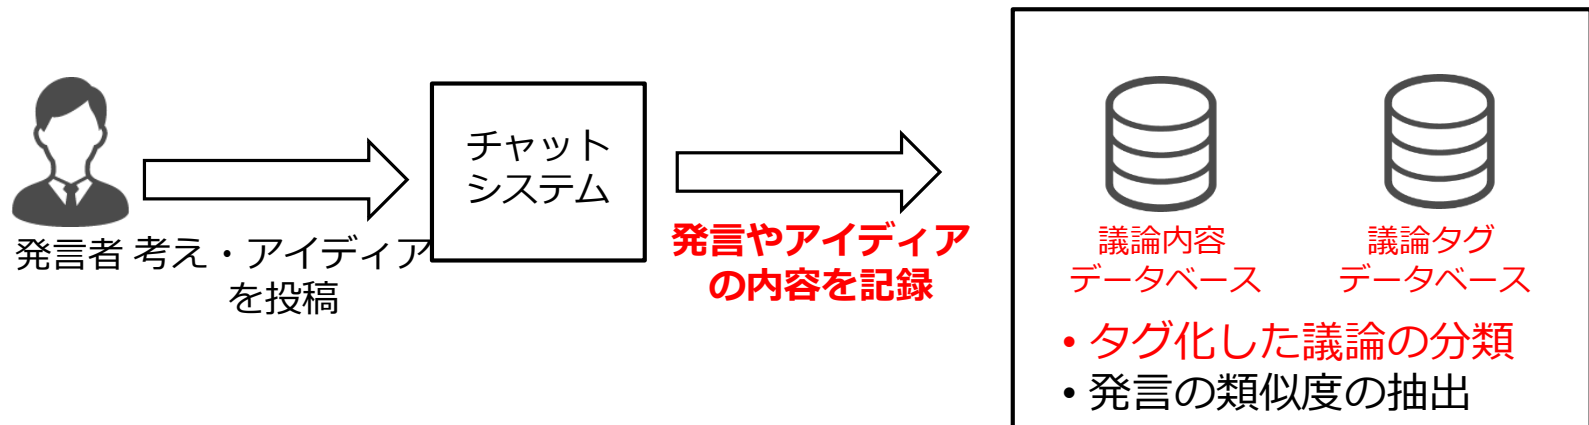 発言者
考え・アイディア
を投稿
チャット
システム
発言やアイディア
の内容を記録
議論内容
データベース
議論タグ
データベース
・タグ化した議論の分類
・発言の類似度の抽出